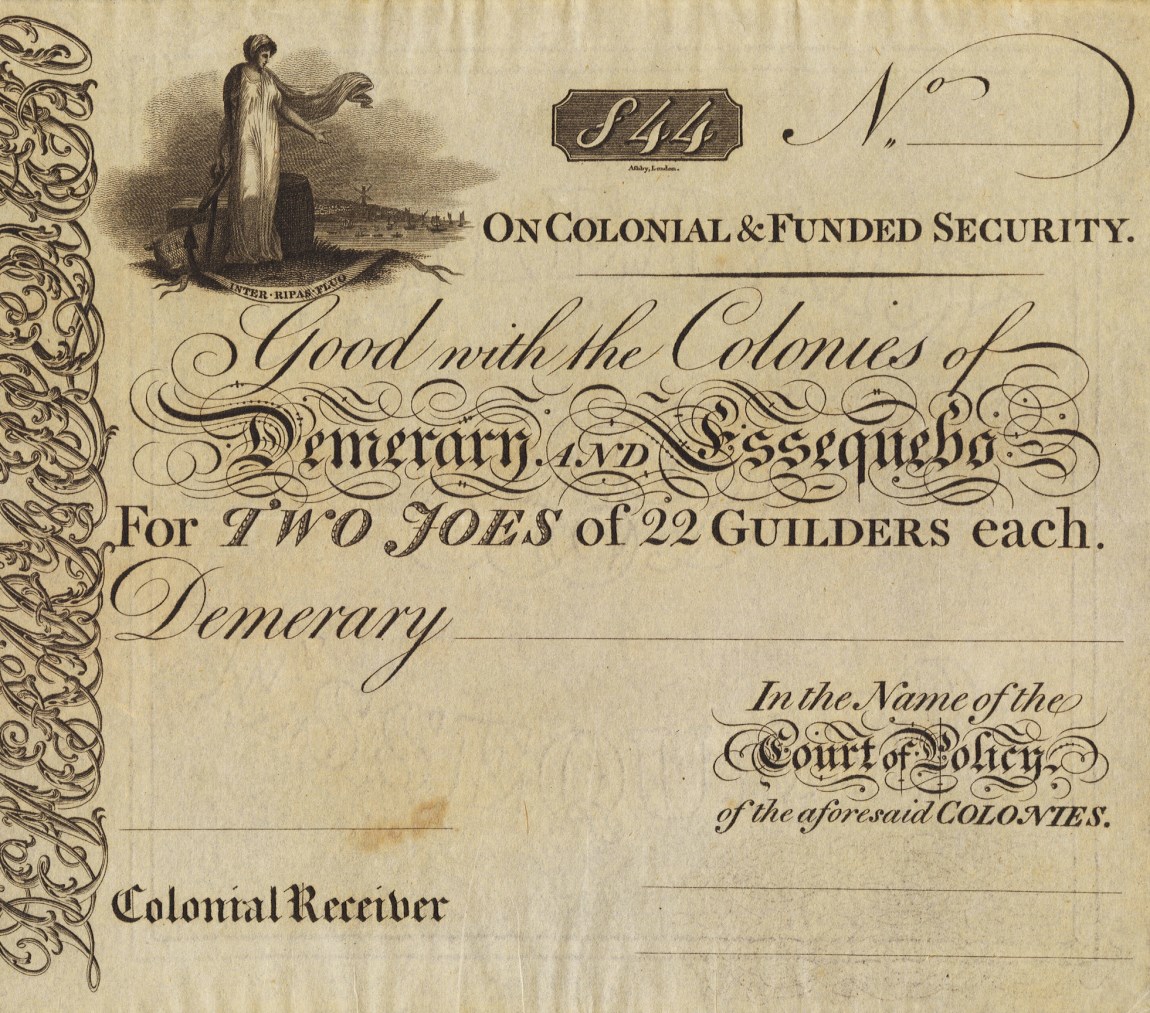 ƒ44
Nº
Ashby, London.
ON COLONIAL & FUNDED SECURITY.
INTER·RIPAS·FLUO
Good with the Colonies of
Demerary AND Essequebo
For TWO JOES of 22 GUILDERS each.
Demerary
In the Name of the
Court of Policy
of the aforesaid COLONIES.
Colonial Receiver